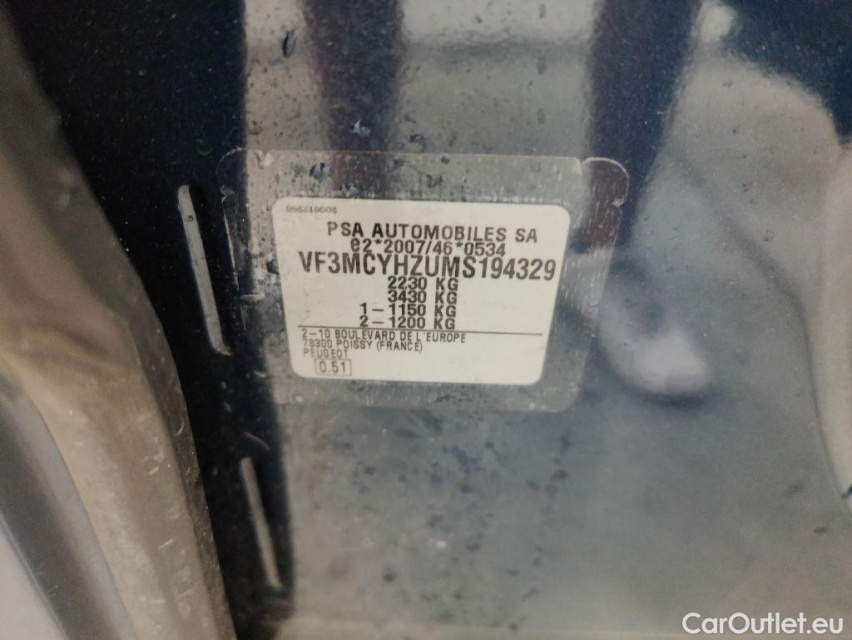 200612968
PSA AUTOMOBILES SA
e2*2007/46*0534
VF3MCYHZUMS194329
2230 KG
3430 KG
1-1150 KG
2-1200 KG
2-10 BOULEVARD DE L'EUROPE
78300 POISSY (FRANCE)
PEUGEOT
0.51
CarOutlet.eu